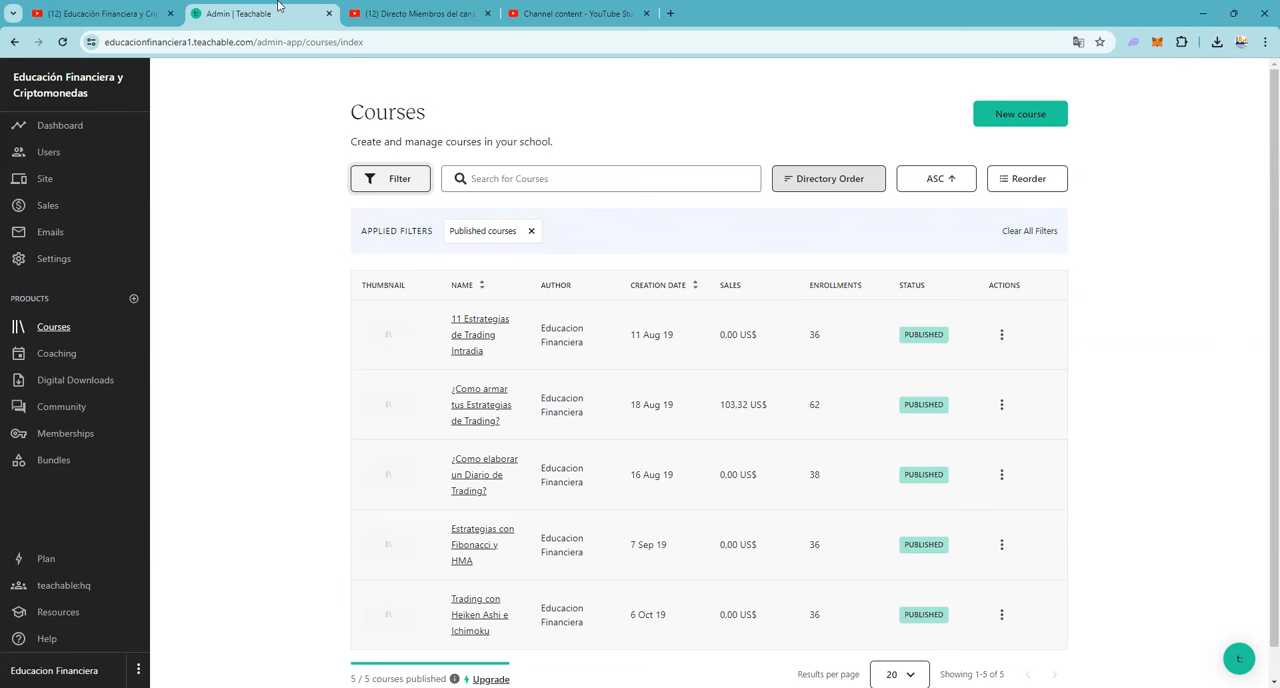 (12) Educación Financiera y Crip
Admin | Teachable
(12) Directo Miembros del cana
Channel content - YouTube Stu
educacionfinanciera1.teachable.com/admin-app/courses/index
Educación Financiera y
Criptomonedas
Dashboard
Users
Site
Sales
Emails
Settings
PRODUCTS
Courses
Coaching
Digital Downloads
Community
Memberships
Bundles
Plan
teachable:hq
Resources
Help
Educacion Financiera
Courses
New course
Create and manage courses in your school.
Filter
Search for Courses
Directory Order
ASC ↑
Reorder
APPLIED FILTERS
Published courses ×
Clear All Filters
THUMBNAIL NAME AUTHOR CREATION DATE SALES ENROLLMENTS STATUS ACTIONS
11 Estrategias
de Trading
Intradia
Educacion
Financiera
11 Aug 19
0,00 US$
36
PUBLISHED
¿Como armar
tus Estrategias
de Trading?
Educacion
Financiera
18 Aug 19
103,32 US$
62
PUBLISHED
¿Como elaborar
un Diario de
Trading?
Educacion
Financiera
16 Aug 19
0,00 US$
38
PUBLISHED
Estrategias con
Fibonacci y
HMA
Educacion
Financiera
7 Sep 19
0,00 US$
36
PUBLISHED
Trading con
Heiken Ashi e
Ichimoku
Educacion
Financiera
6 Oct 19
0,00 US$
36
PUBLISHED
5 / 5 courses published
Upgrade
Results per page
20
Showing 1-5 of 5
t: